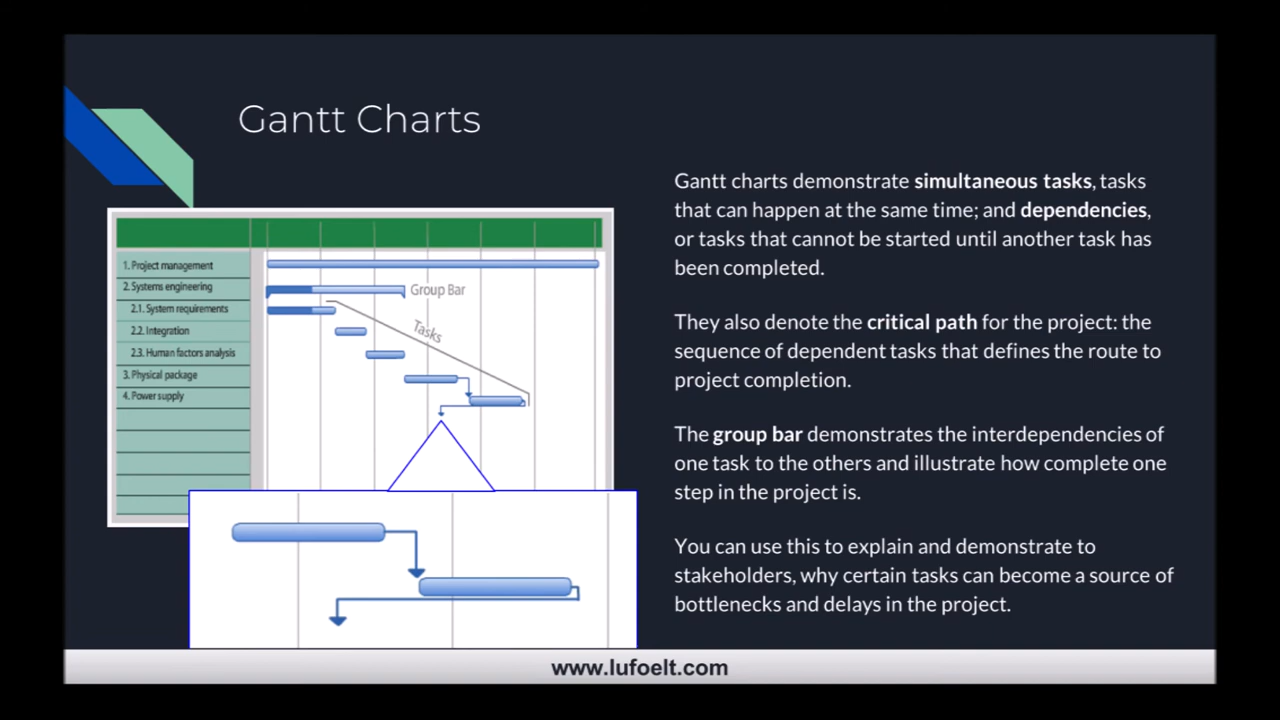 Gantt Charts
1. Project management
2. Systems engineering
2.1. System requirements
2.2. Integration
2.3. Human factors analysis
3. Physical package
4. Power supply
Group Bar
Tasks
Gantt charts demonstrate simultaneous tasks, tasks
that can happen at the same time; and dependencies,
or tasks that cannot be started until another task has
been completed.
They also denote the critical path for the project: the
sequence of dependent tasks that defines the route to
project completion.
The group bar demonstrates the interdependencies of
one task to the others and illustrate how complete one
step in the project is.
You can use this to explain and demonstrate to
stakeholders, why certain tasks can become a source of
bottlenecks and delays in the project.
www.lufoelt.com